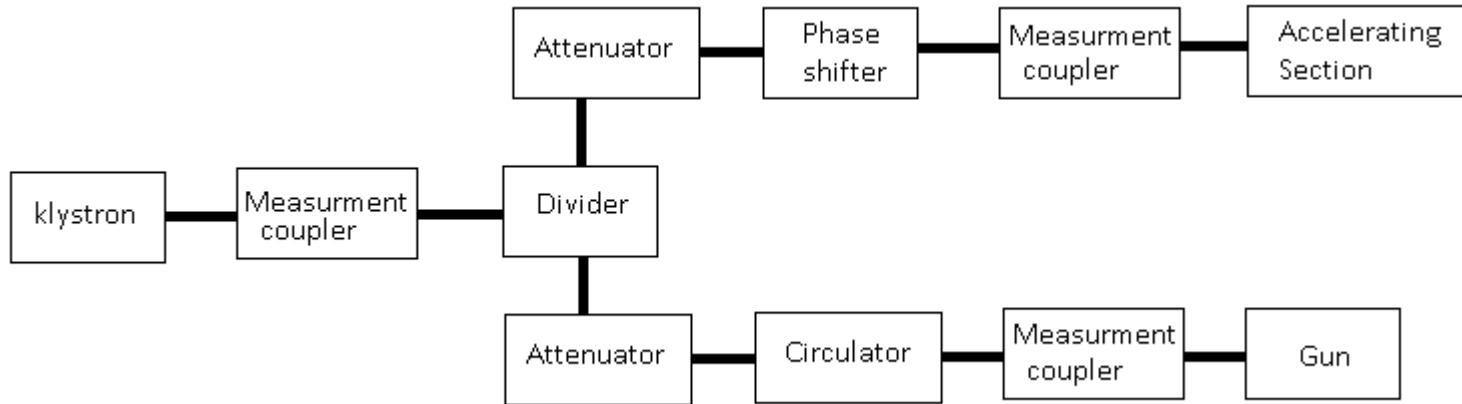 Attenuator
Phase
shifter
Measurment
coupler
Accelerating
Section
klystron
Measurment
coupler
Divider
Attenuator
Circulator
Measurment
coupler
Gun